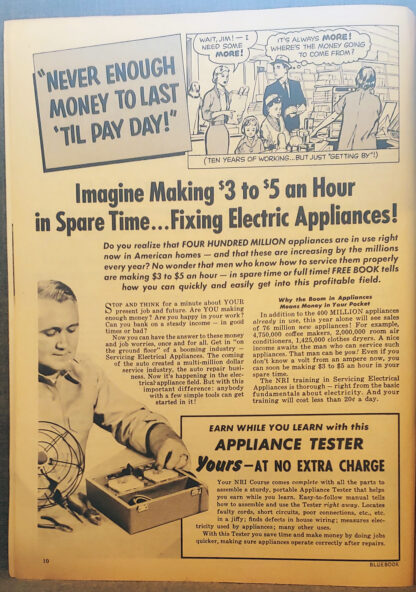 "NEVER ENOUGH
MONEY TO LAST
'TIL PAY DAY!"
WAIT, JIM! — I
NEED SOME
MORE!
IT'S ALWAYS MORE!
WHERE'S THE MONEY GOING
TO COME FROM?
(TEN YEARS OF WORKING...BUT JUST "GETTING BY"!)
Imagine Making $3 to $5 an Hour
in Spare Time...Fixing Electric Appliances!
Do you realize that FOUR HUNDRED MILLION appliances are in use right
now in American homes — and that these are increasing by the millions
every year? No wonder that men who know how to service them properly
are making $3 to $5 an hour — in spare time or full time! FREE BOOK tells
how you can quickly and easily get into this profitable field.
STOP AND THINK for a minute about YOUR
present job and future. Are YOU making
enough money? Are you happy in your work?
Can you bank on a steady income — in good
times or bad?
Now you can have the answer to these money
and job worries, once and for all. Get in "on
the ground floor" of a booming industry —
Servicing Electrical Appliances. The coming
of the auto created a multi-million dollar
service industry, the auto repair busi-
ness. Now it's happening in the elec-
trical appliance field. But with this
important difference: anybody
with a few simple tools can get
started in it!
Why the Boom in Appliances
Means Money in Your Pocket
In addition to the 400 MILLION appliances
already in use, this year alone will see sales
of 76 million new appliances! For example,
4,750,000 coffee makers, 2,000,000 room air
conditioners, 1,425,000 clothes dryers. A nice
income awaits the man who can service such
appliances. That man can be you! Even if you
don't know a volt from an ampere now, you
can soon be making $3 to $5 an hour in your
spare time.
The NRI training in Servicing Electrical
Appliances is thorough — right from the basic
fundamentals about electricity. And your
training will cost less than 20¢ a day.
EARN WHILE YOU LEARN with this
APPLIANCE TESTER
Yours—AT NO EXTRA CHARGE
Your NRI Course comes complete with all the parts to
assemble a sturdy, portable Appliance Tester that helps
you earn while you learn. Easy-to-follow manual tells
how to assemble and use the Tester right away. Locates
faulty cords, short circuits, poor connections, etc., etc.
in a jiffy; finds defects in house wiring; measures elec-
tricity used by appliances; many other uses.
With this Tester you save time and make money by doing jobs
quicker, making sure appliances operate correctly after repairs.
10
BLUEBOOK